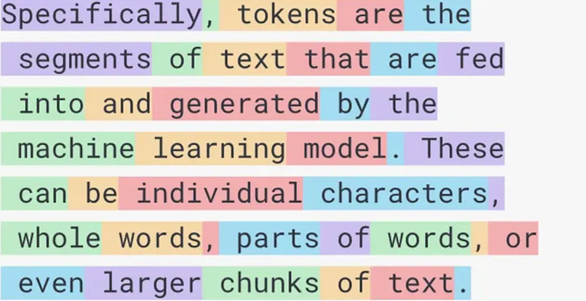 Specifically, tokens are the
segments of text that are fed
into and generated by the
machine learning model. These
can be individual characters,
whole words, parts of words, or
even larger chunks of text.